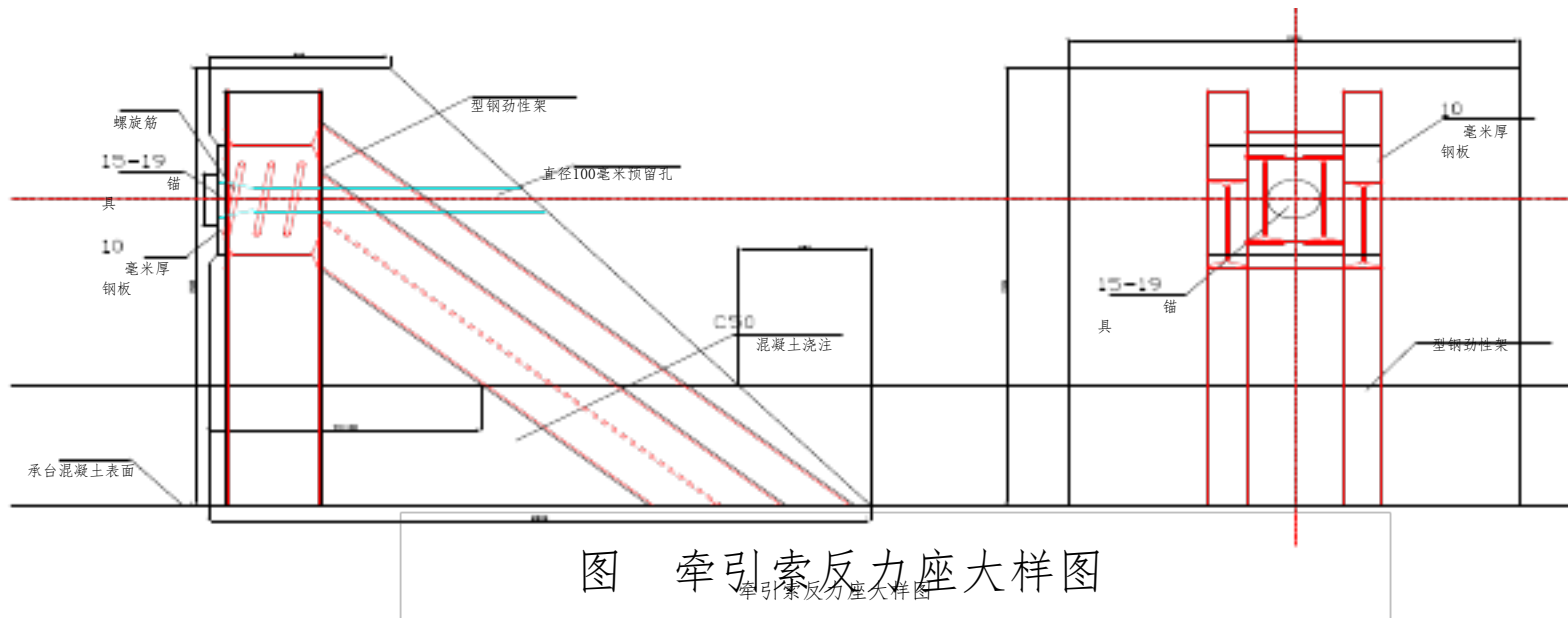 型钢劲性架
螺旋筋
15-19
锚
具
直径100毫米预留孔
10
毫米厚
钢板
C50
混凝土浇注
承台混凝土表面
10
毫米厚
钢板
15-19
锚
具
型钢劲性架
图 牵引索反力座大样图
牵引索反力座大样图